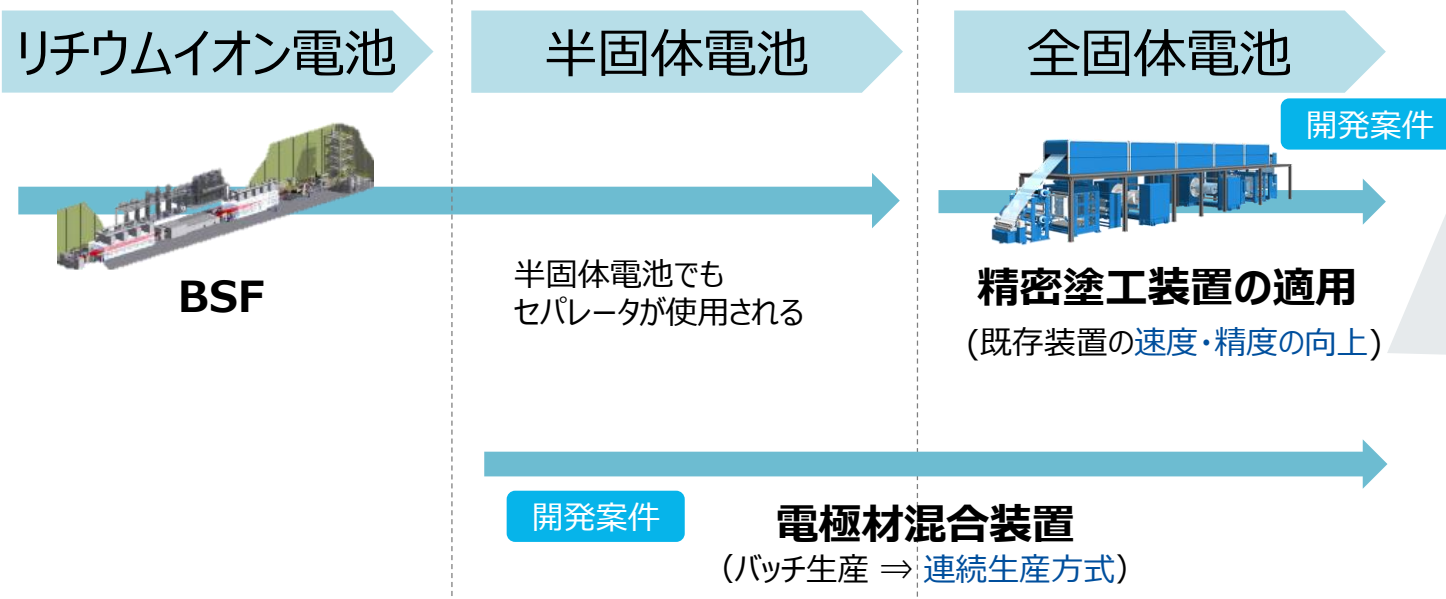 リチウムイオン電池
半固体電池
全固体電池
開発案件
BSF
半固体電池でも
セパレータが使用される
精密塗工装置の適用
(既存装置の速度・精度の向上)
開発案件
電極材混合装置
（バッチ生産 ⇒ 連続生産方式）